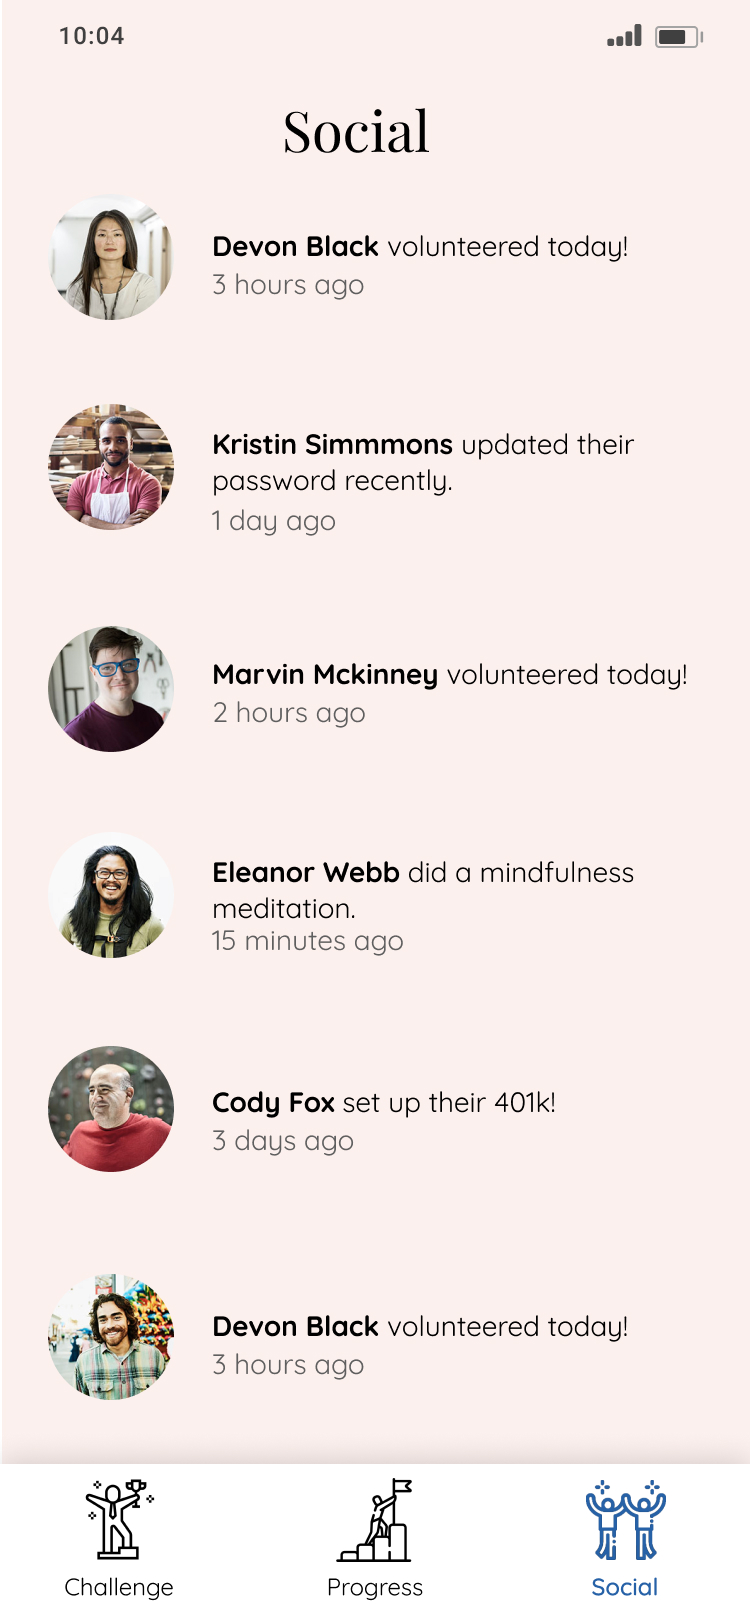 10:04
Social
Devon Black volunteered today!
3 hours ago
Kristin Simmmons updated their
password recently.
1 day ago
Marvin Mckinney volunteered today!
2 hours ago
Eleanor Webb did a mindfulness
meditation.
15 minutes ago
Cody Fox set up their 401k!
3 days ago
Devon Black volunteered today!
3 hours ago
Challenge
Progress
Social